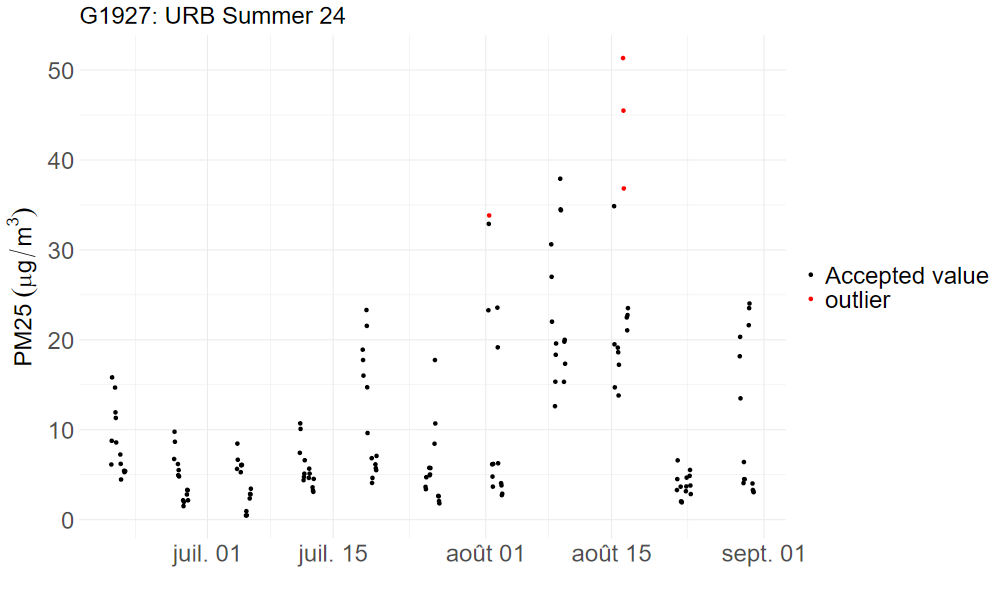 G1927: URB Summer 24
PM25 (μg/m³)
50
40
30
20
10
0
juil. 01 juil. 15 août 01 août 15 sept. 01
Accepted value
outlier